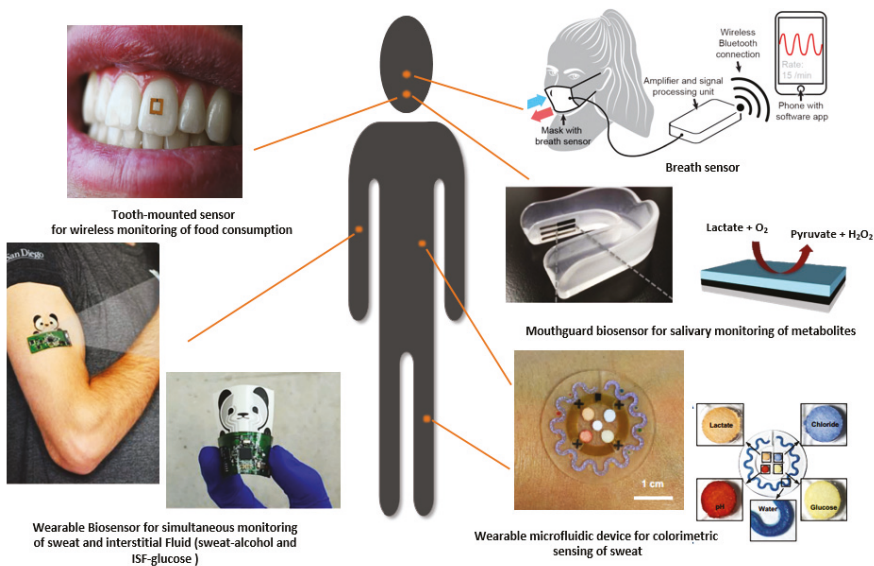 Wireless
Bluetooth
connection
Amplifier and signal
processing unit
Rate:
15 /min
Phone with
software app
Mask with
breath sensor
Breath sensor
Tooth-mounted sensor
for wireless monitoring of food consumption
San Diego
Lactate + O₂
Pyruvate + H₂O₂
Mouthguard biosensor for salivary monitoring of metabolites
1 cm
Lactate
Chloride
pH
Water
Glucose
Wearable Biosensor for simultaneous monitoring
of sweat and interstitial Fluid (sweat-alcohol and
ISF-glucose )
Wearable microfluidic device for colorimetric
sensing of sweat